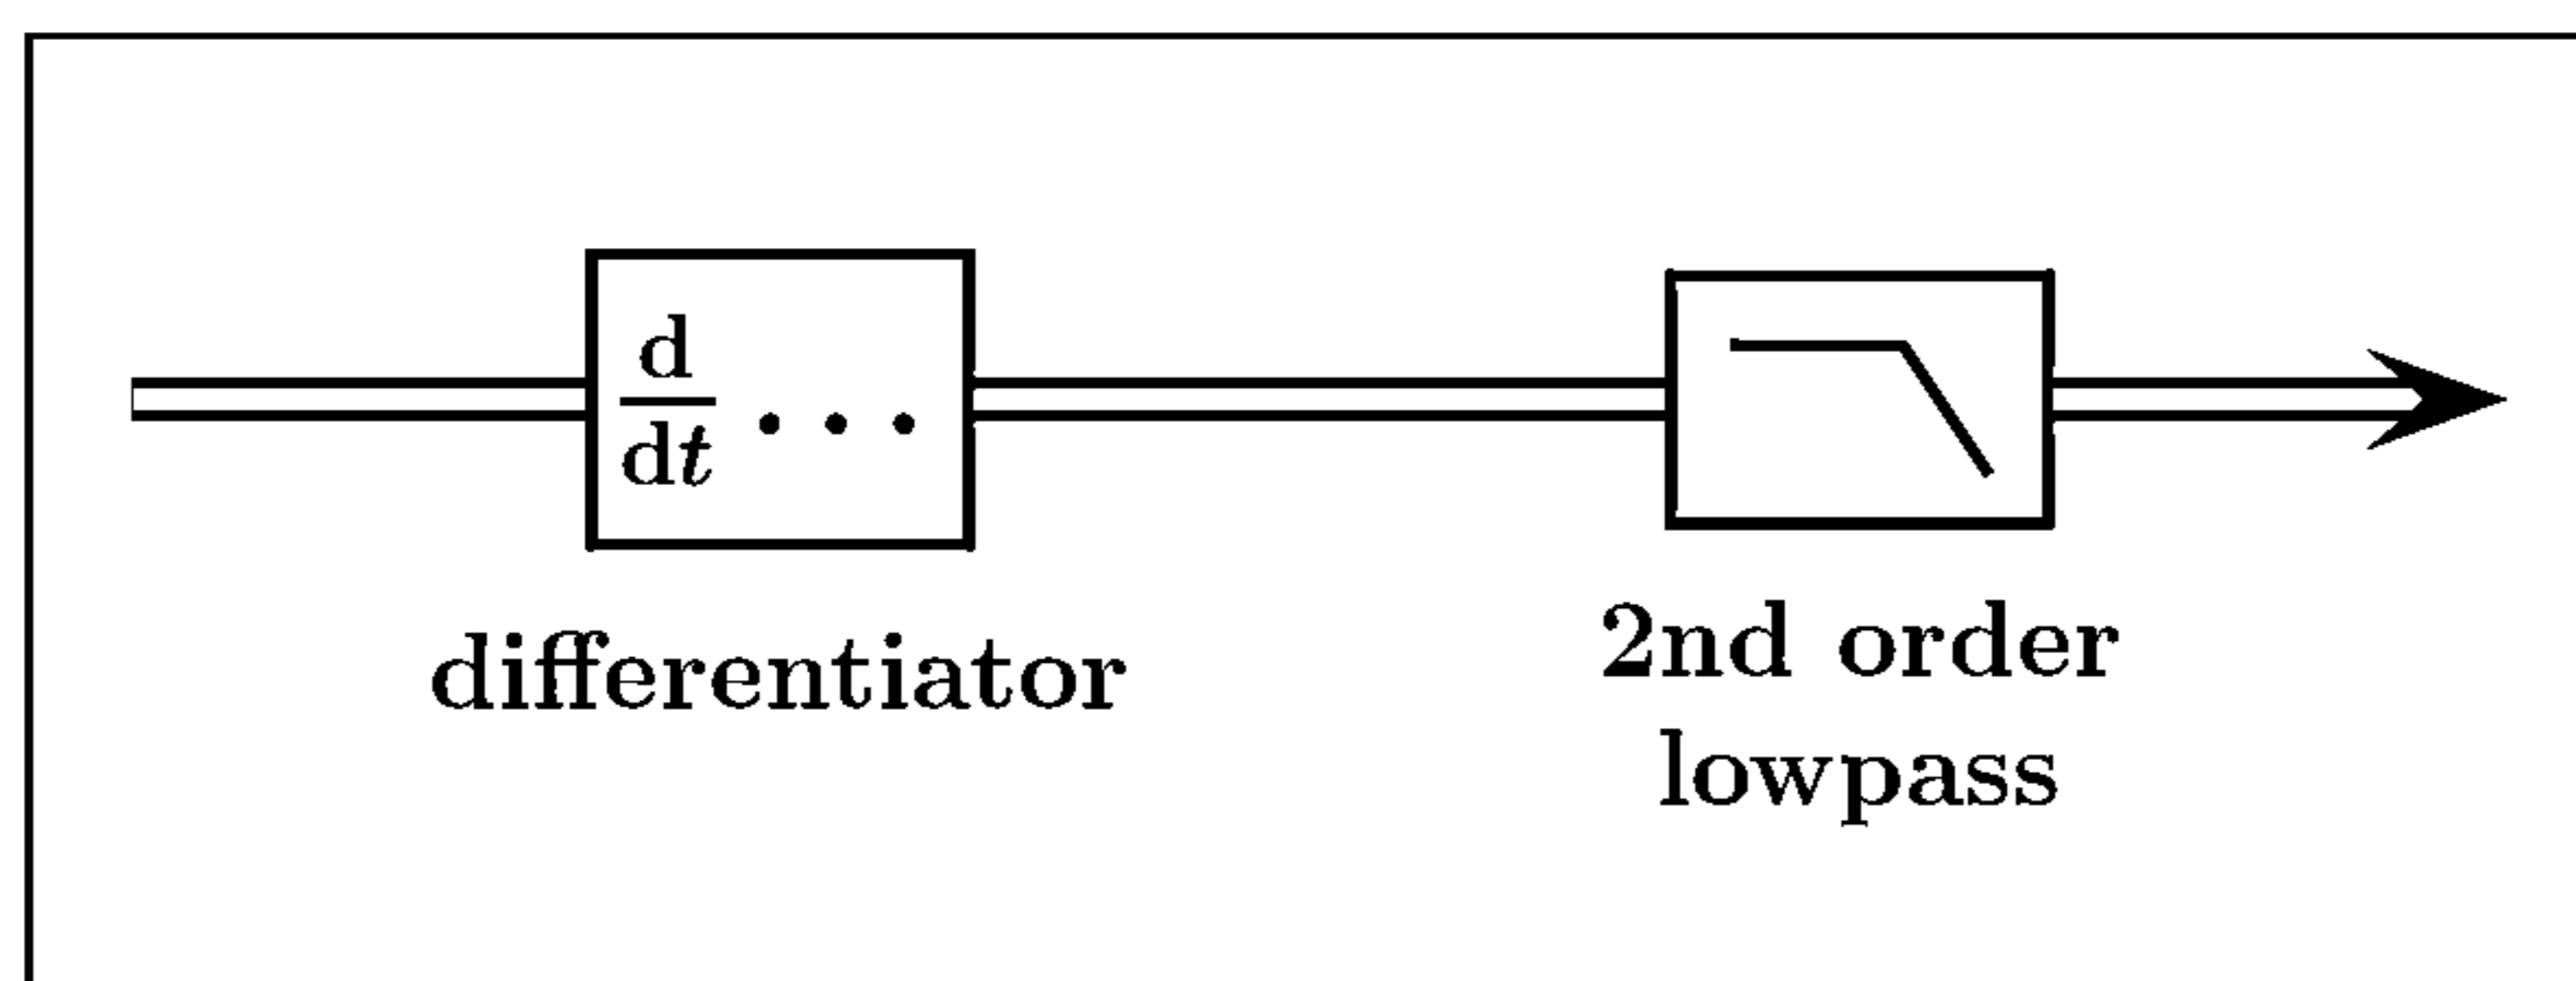 d
dt ...
differentiator
2nd order
lowpass